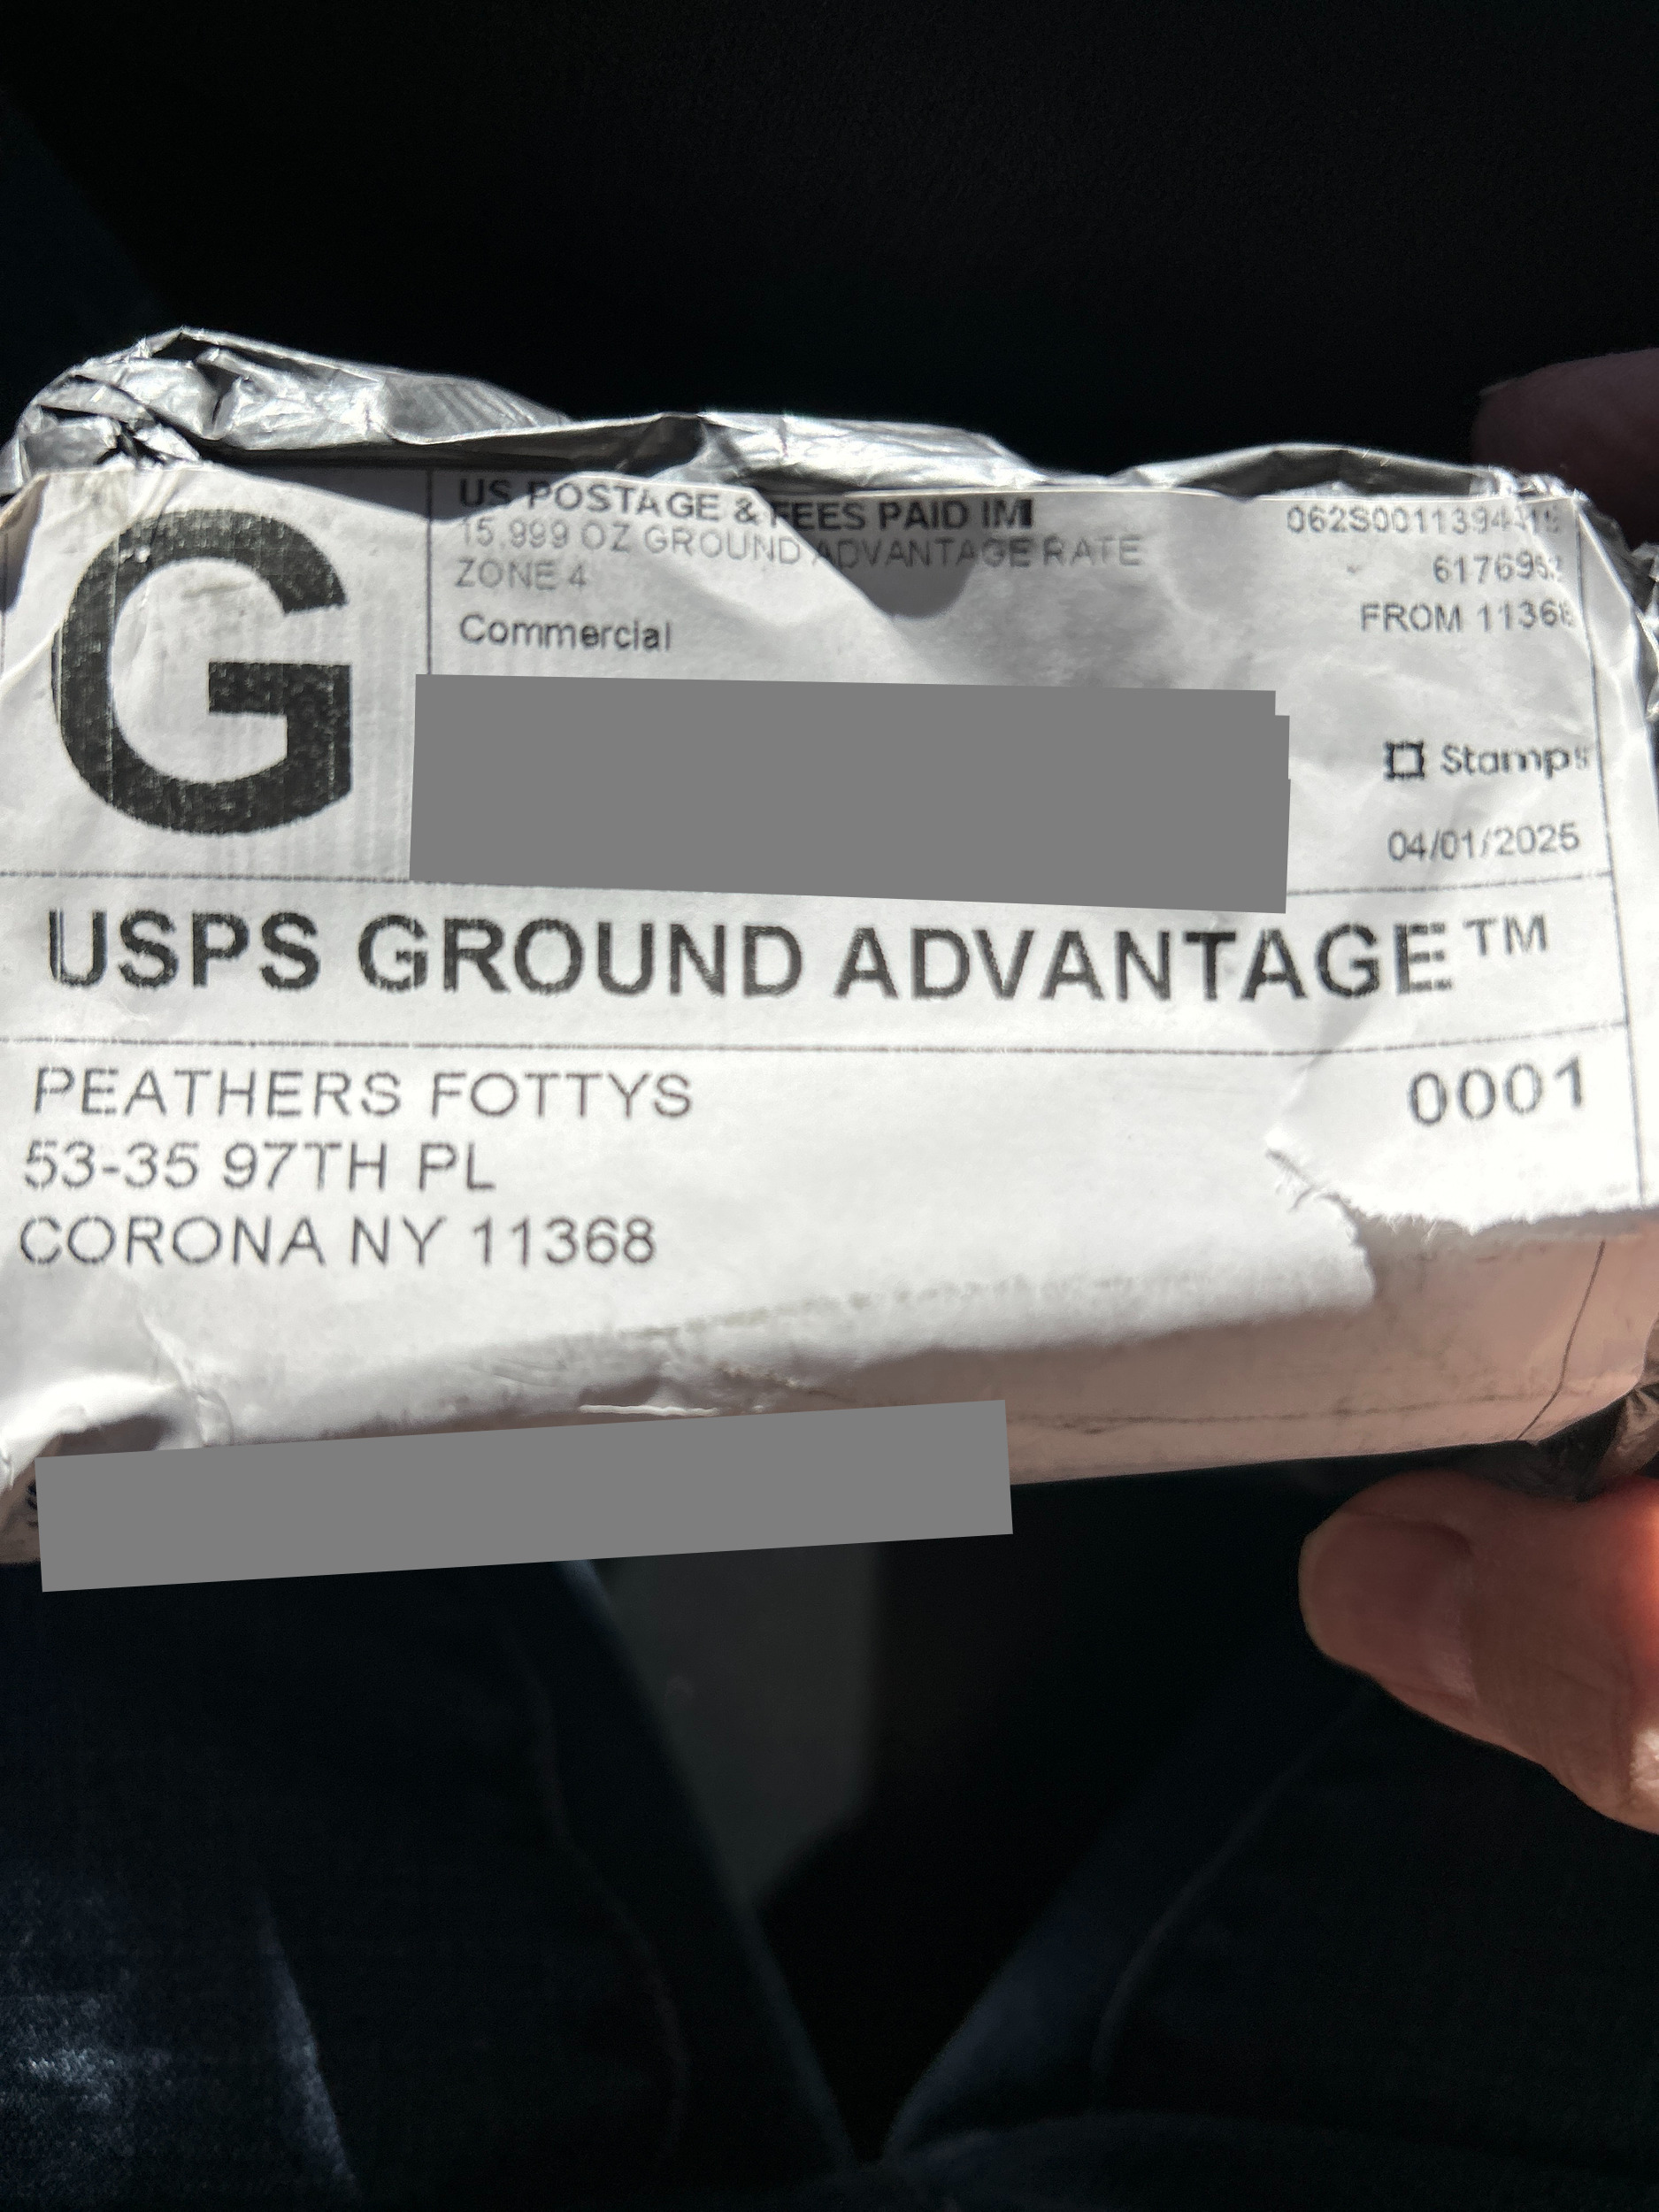 G
US POSTAGE & FEES PAID IMI
15.999 OZ GROUND ADVANTAGE RATE
ZONE 4
Commercial
FROM 11368
Stamps
04/01/2025
USPS GROUND ADVANTAGE™
PEATHERS FOTTYS
0001
53-35 97TH PL
CORONA NY 11368